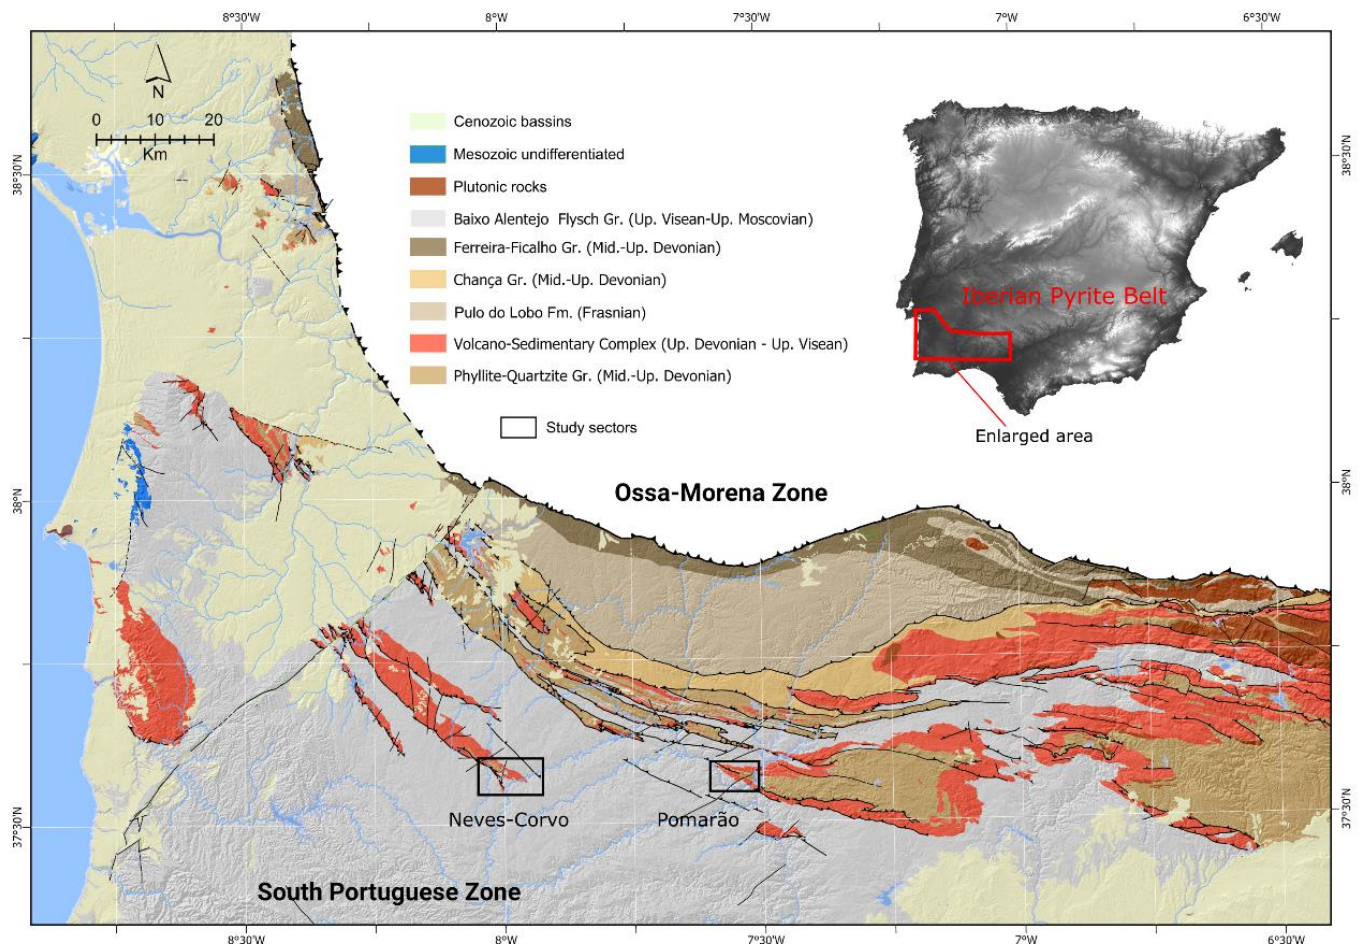 8°30'W 8°W 7°30'W 7°W 6°30'W
N
0 10 20
Km
38°30'N
38°30'N
Cenozoic bassins
Mesozoic undifferentiated
Plutonic rocks
Baixo Alentejo Flysch Gr. (Up. Visean-Up. Moscovian)
Ferreira-Ficalho Gr. (Mid.-Up. Devonian)
Chança Gr. (Mid.-Up. Devonian)
Pulo do Lobo Fm. (Frasnian)
Volcano-Sedimentary Complex (Up. Devonian - Up. Visean)
Phyllite-Quartzite Gr. (Mid.-Up. Devonian)
Study sectors
Iberian Pyrite Belt
Enlarged area
38°N
38°N
Ossa-Morena Zone
Neves-Corvo
Pomarão
37°30'N
37°30'N
South Portuguese Zone
8°30'W 8°W 7°30'W 7°W 6°30'W